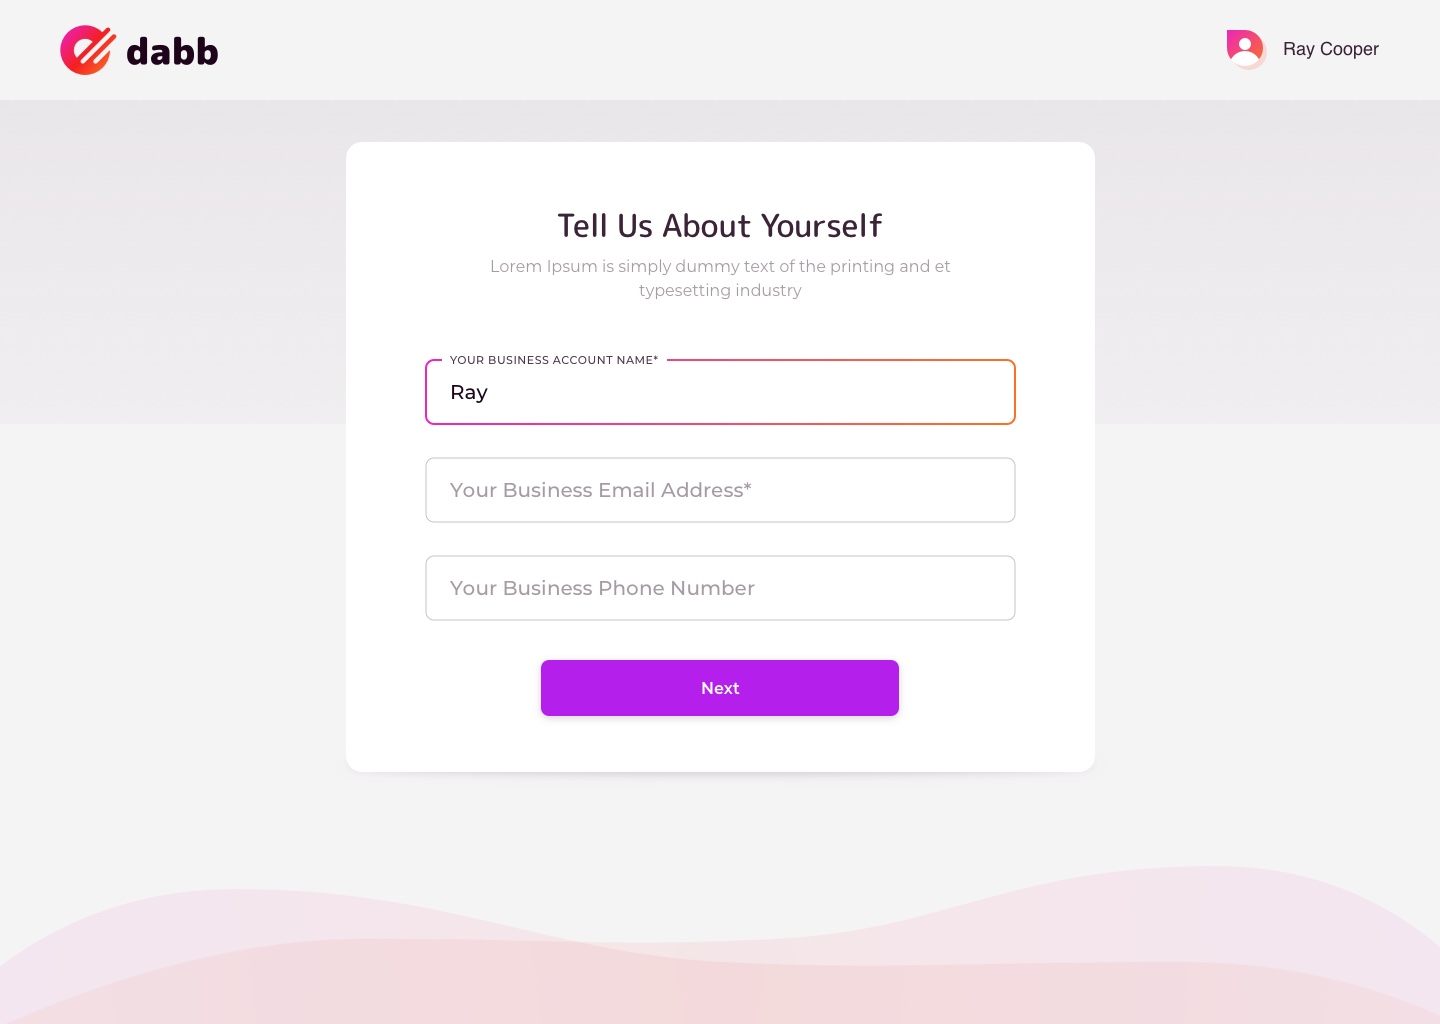 dabb
Ray Cooper
Tell Us About Yourself
Lorem Ipsum is simply dummy text of the printing and et
typesetting industry
YOUR BUSINESS ACCOUNT NAME*
Ray
Your Business Email Address*
Your Business Phone Number
Next